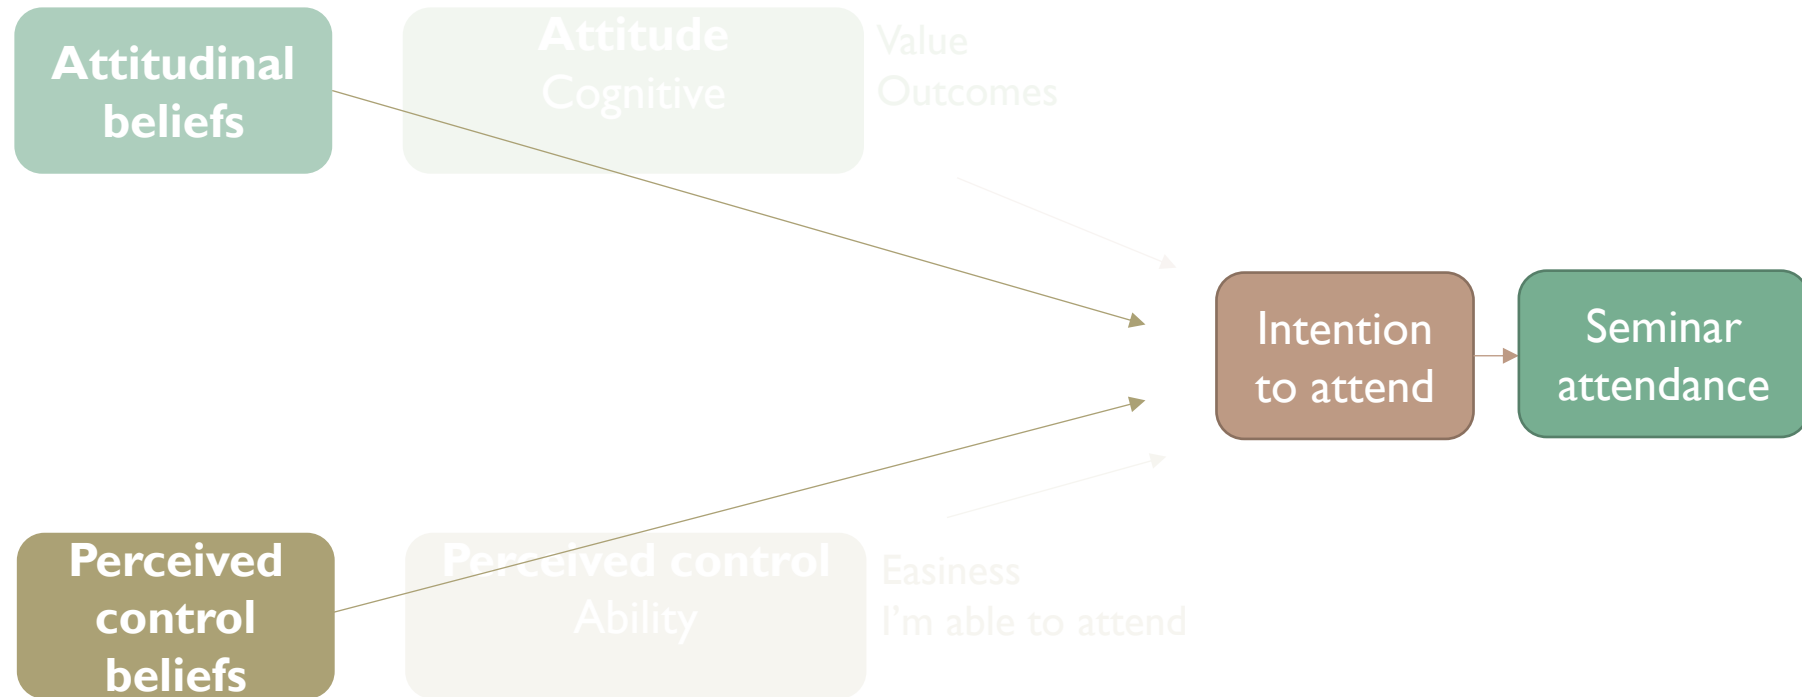 Attitudinal
beliefs
Attitude
Cognitive
Value
Outcomes
Intention
to attend
Seminar
attendance
Perceived
control
beliefs
Perceived control
Ability
Easiness
I'm able to attend